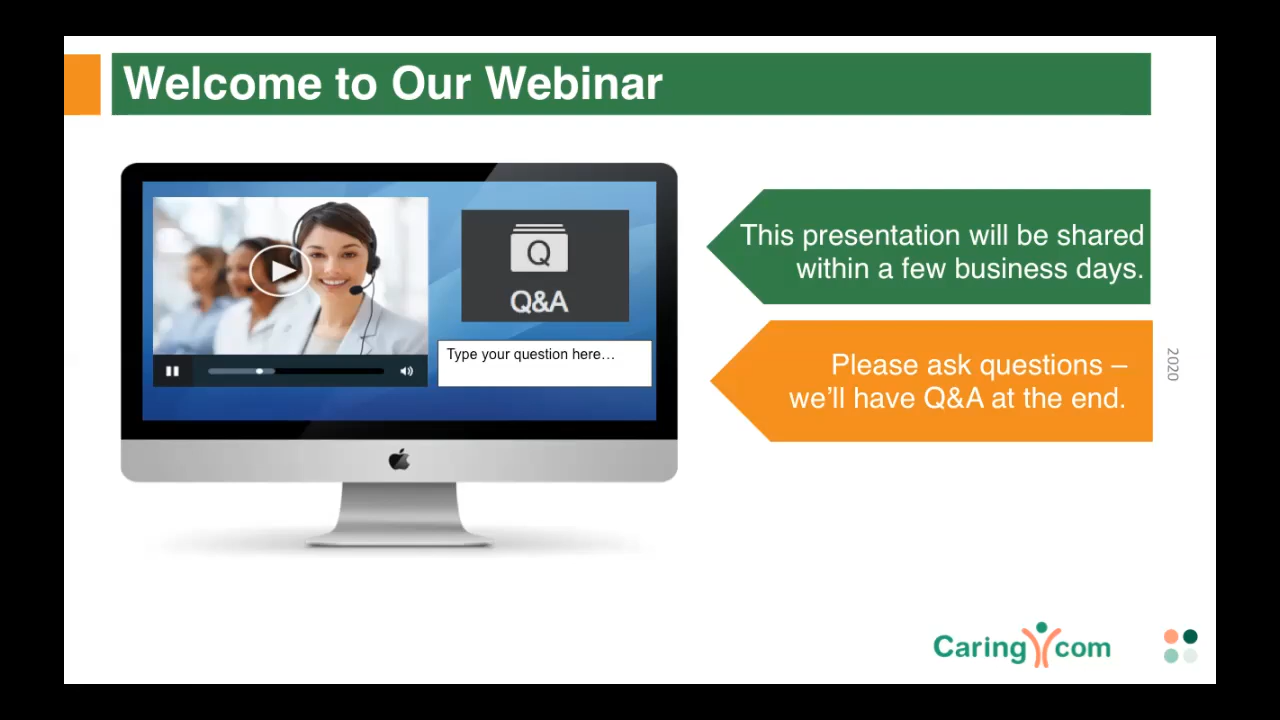 Welcome to Our Webinar
Q
Q&A
Type your question here…
This presentation will be shared
within a few business days.
Please ask questions –
we’ll have Q&A at the end.
2020
Caring com